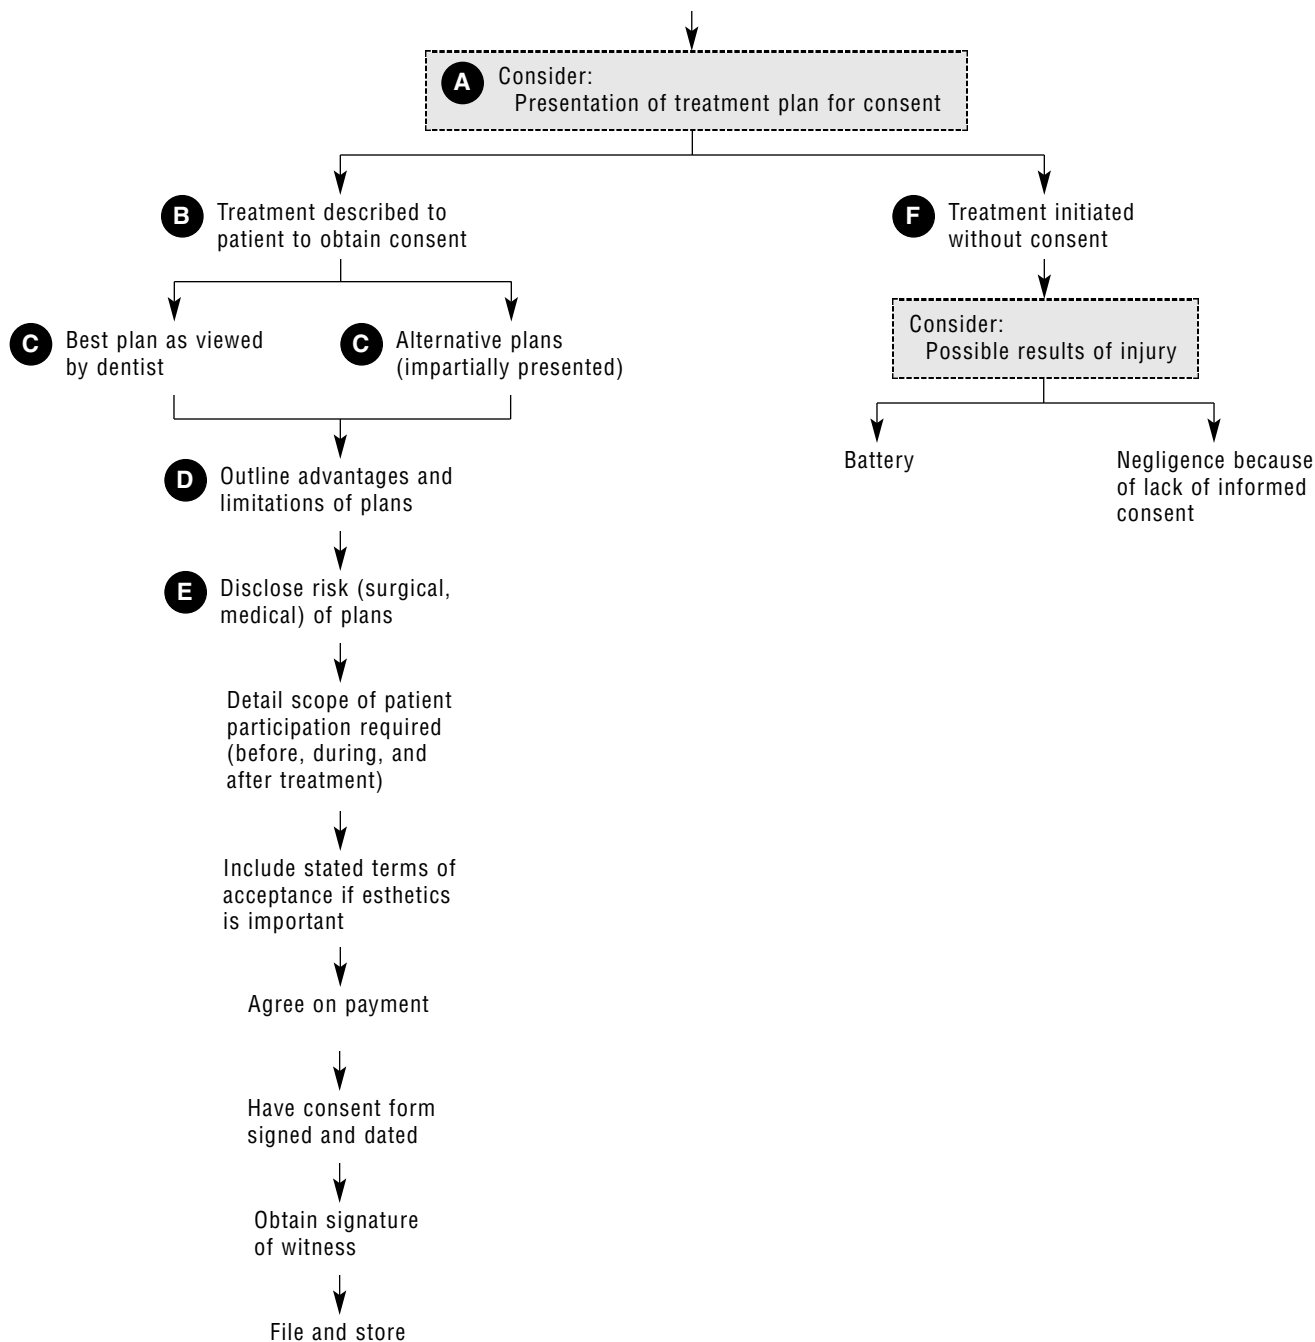 A
Consider:
Presentation of treatment plan for consent
B
Treatment described to
patient to obtain consent
F
Treatment initiated
without consent
C
Best plan as viewed
by dentist
C
Alternative plans
(impartially presented)
Consider:
Possible results of injury
Battery
Negligence because
of lack of informed
consent
D
Outline advantages and
limitations of plans
E
Disclose risk (surgical,
medical) of plans
Detail scope of patient
participation required
(before, during, and
after treatment)
Include stated terms of
acceptance if esthetics
is important
Agree on payment
Have consent form
signed and dated
Obtain signature
of witness
File and store